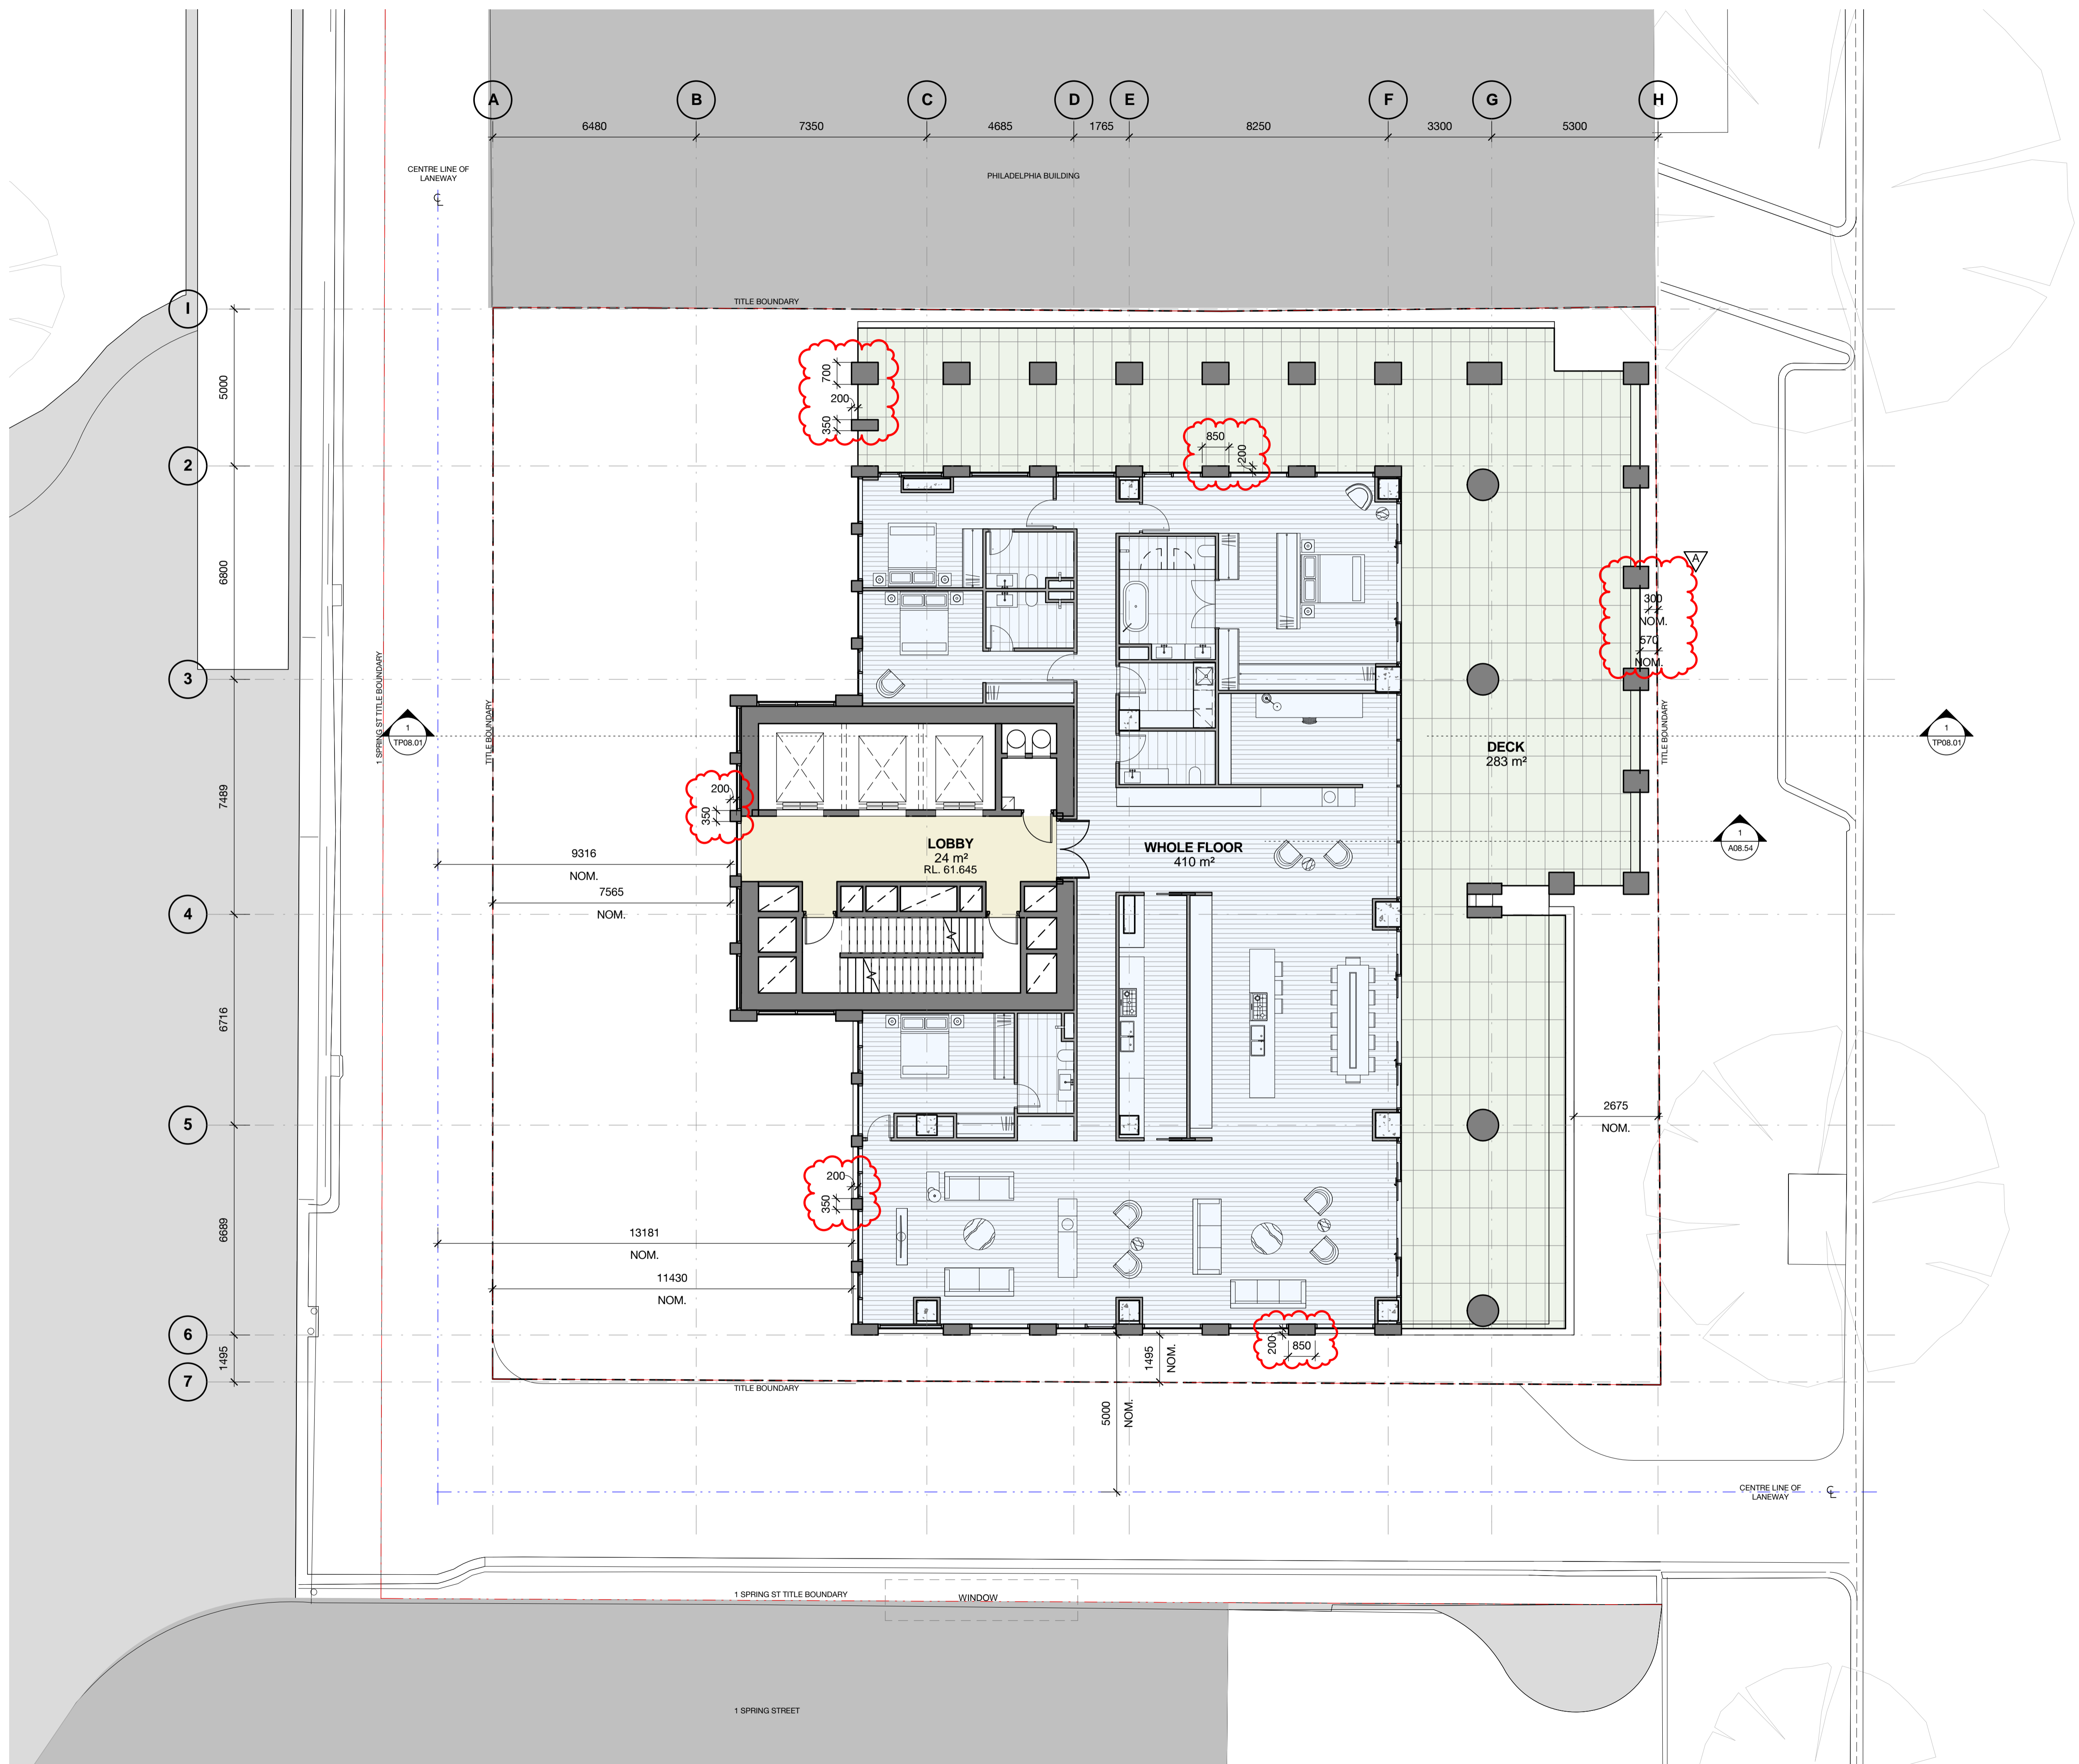 A
B
C
D
E
F
G
H
6480
7350
4685
1765
8250
3300
5300
CENTRE LINE OF
LANEWAY
℄
PHILADELPHIA BUILDING
TITLE BOUNDARY
I
5000
700
200
350
2
850
200
6800
A
300
NOM.
570
NOM.
3
1 SPRING ST TITLE BOUNDARY
TITLE BOUNDARY
TITLE BOUNDARY
1
TP08.01
1
TP08.01
DECK
283 m²
7489
200
350
LOBBY
24 m²
RL. 61.645
WHOLE FLOOR
410 m²
1
A08.54
9316
NOM.
7565
NOM.
4
6716
5
2675
NOM.
200
350
6689
13181
NOM.
11430
NOM.
6
200
850
1495
1495
NOM.
7
TITLE BOUNDARY
5000
NOM.
CENTRE LINE OF
LANEWAY
℄
1 SPRING ST TITLE BOUNDARY
WINDOW
1 SPRING STREET